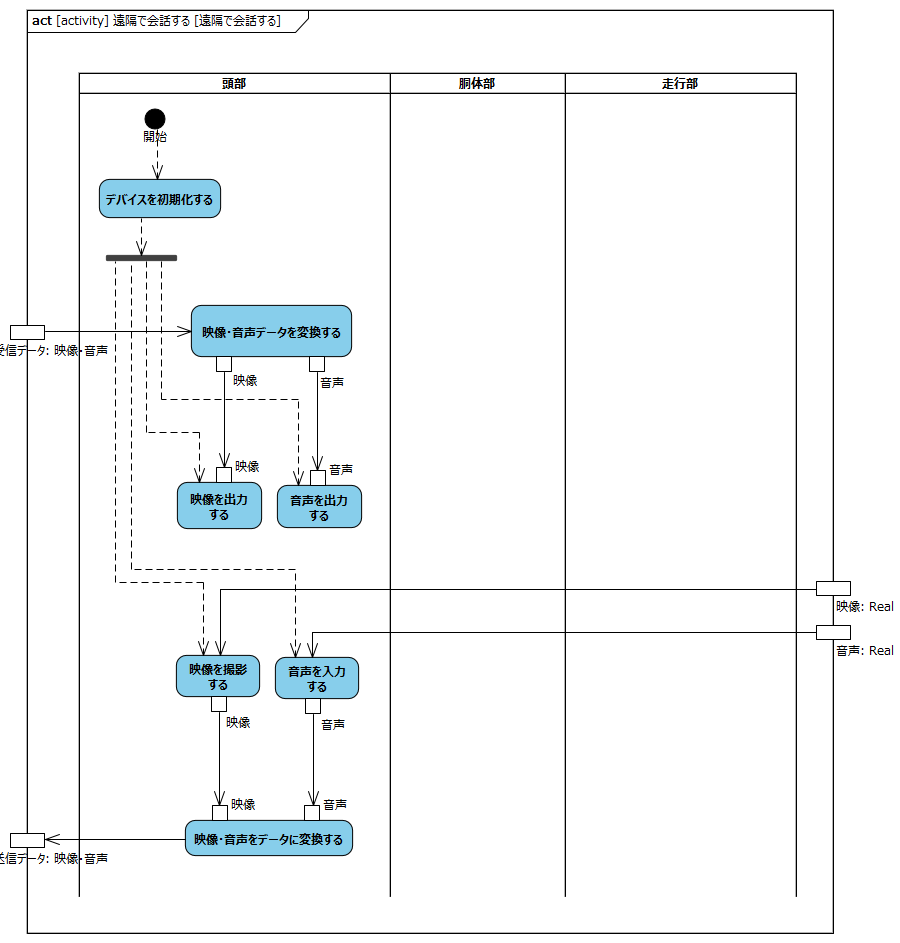 act [activity] 遠隔で会話する [遠隔で会話する]
頭部
胴体部
走行部
開始
デバイスを初期化する
映像・音声データを変換する
受信データ: 映像・音声
映像
音声
映像
音声
映像を出力
する
音声を出力
する
映像: Real
音声: Real
映像を撮影
する
音声を入力
する
映像
音声
映像
音声
映像・音声をデータに変換する
送信データ: 映像・音声